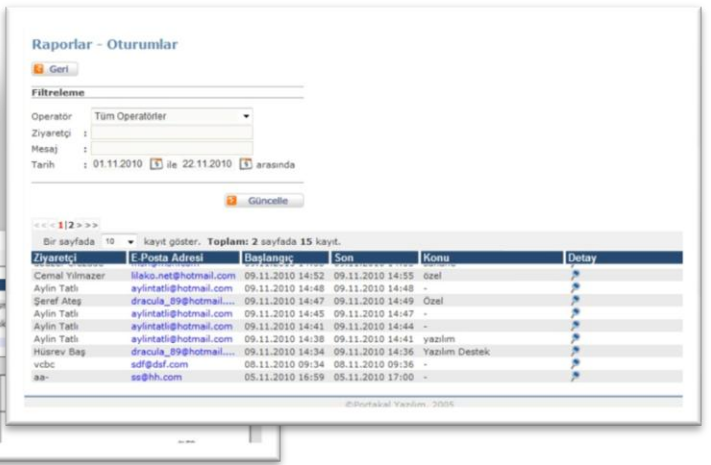 Raporlar - Oturumlar
Geri
Filtreleme
Operatör Tüm Operatörler
Ziyaretçi :
Mesaj :
Tarih : 01.11.2010 ile 22.11.2010 arasında
Güncelle
<<< 1|2>>>
Bir sayfada 10 kayıt göster. Toplam: 2 sayfada 15 kayıt.
Ziyaretçi E-Posta Adresi Başlangıç Son Konu Detay
Cemal Yılmazer lilako.net@hotmail.com 09.11.2010 14:52 09.11.2010 14:55 özel
Aylin Tatlı aylintatli@hotmail.com 09.11.2010 14:48 09.11.2010 14:48 -
Şeref Ateş dracula_89@hotmail.... 09.11.2010 14:47 09.11.2010 14:49 Özel
Aylin Tatlı aylintatli@hotmail.com 09.11.2010 14:45 09.11.2010 14:47 -
Aylin Tatlı aylintatli@hotmail.com 09.11.2010 14:41 09.11.2010 14:44 -
Aylin Tatlı aylintatli@hotmail.com 09.11.2010 14:38 09.11.2010 14:41 yazılım
Hüsrev Baş dracula_89@hotmail.... 09.11.2010 14:34 09.11.2010 14:36 Yazılım Destek
vcbc sdf@dsf.com 08.11.2010 09:34 08.11.2010 09:36 -
aa- ss@hh.com 05.11.2010 16:59 05.11.2010 17:00 -
©Portakal Yazılım, 2005